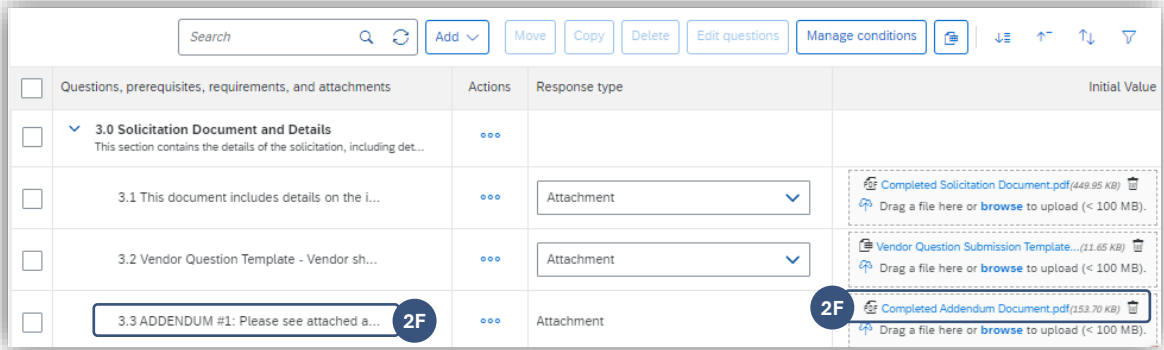 Search
Add
Move
Copy
Delete
Edit questions
Manage conditions
Questions, prerequisites, requirements, and attachments
Actions
Response type
Initial Value
3.0 Solicitation Document and Details
This section contains the details of the solicitation, including det...
3.1 This document includes details on the i...
Attachment
Completed Solicitation Document.pdf(449.95 KB)
Drag a file here or browse to upload (< 100 MB).
3.2 Vendor Question Template - Vendor sh...
Attachment
Vendor Question Submission Template...(11.65 KB)
Drag a file here or browse to upload (< 100 MB).
3.3 ADDENDUM #1: Please see attached a...
2F
Attachment
2F
Completed Addendum Document.pdf(153.70 KB)
Drag a file here or browse to upload (< 100 MB).